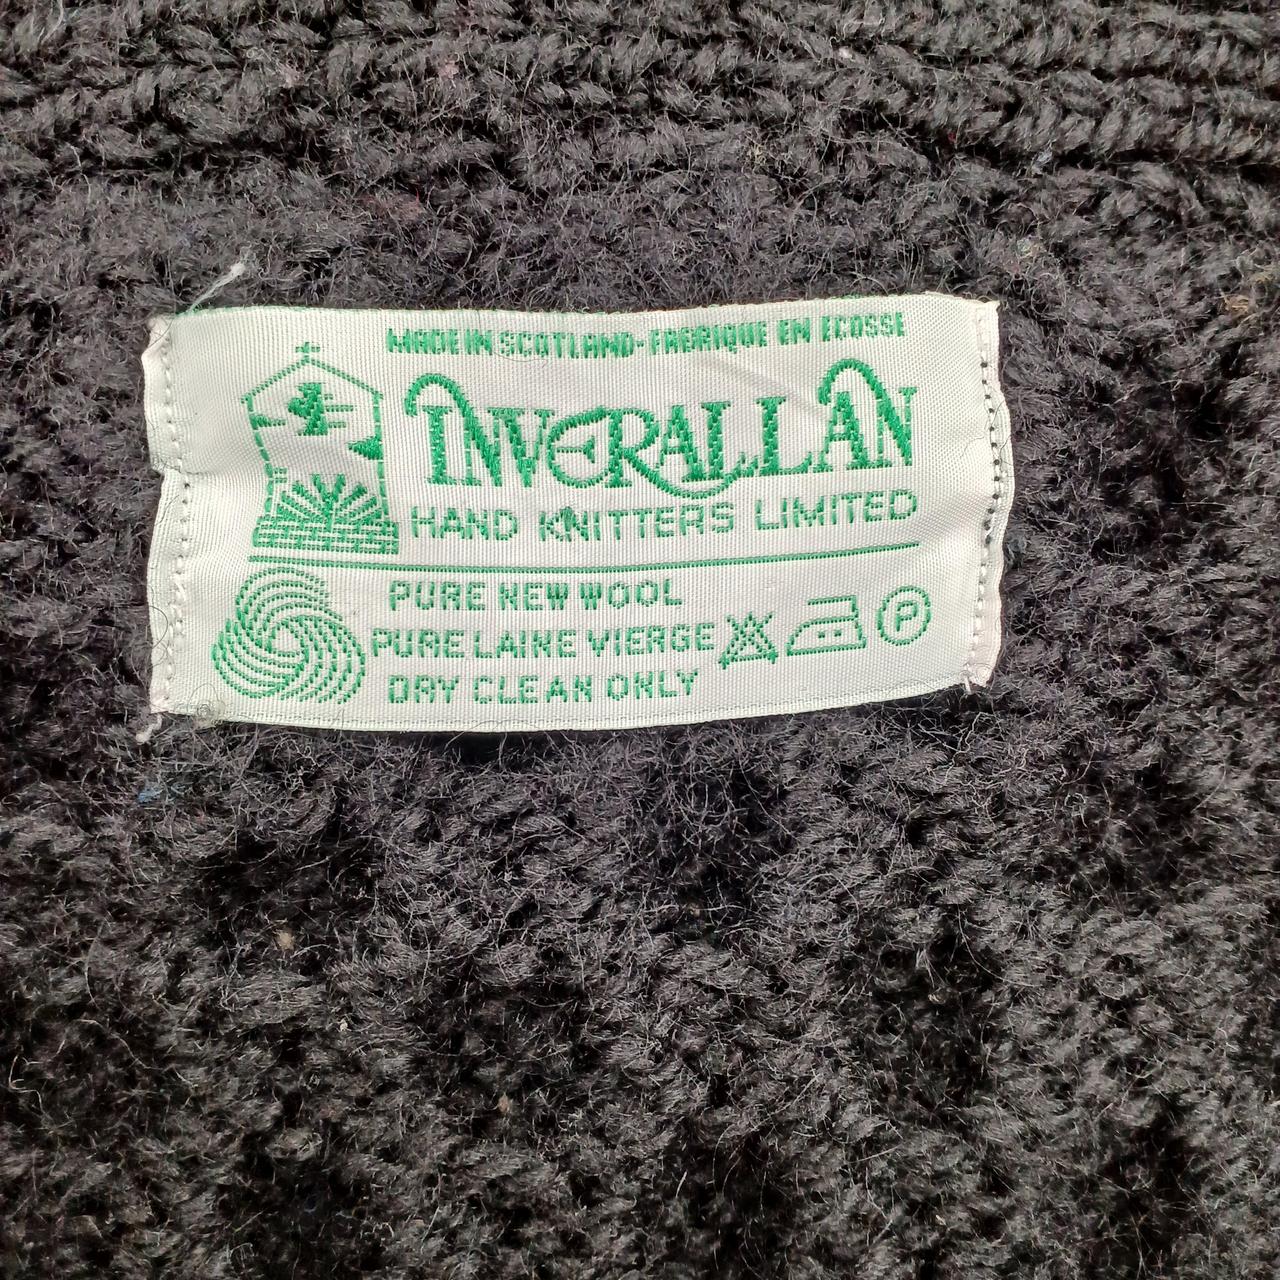 MADE IN SCOTLAND - FABRIQUE EN ECOSSE
INVERALLAN
HAND KNITTERS LIMITED
PURE NEW WOOL
PURE LAINE VIERGE
P
DRY CLEAN ONLY